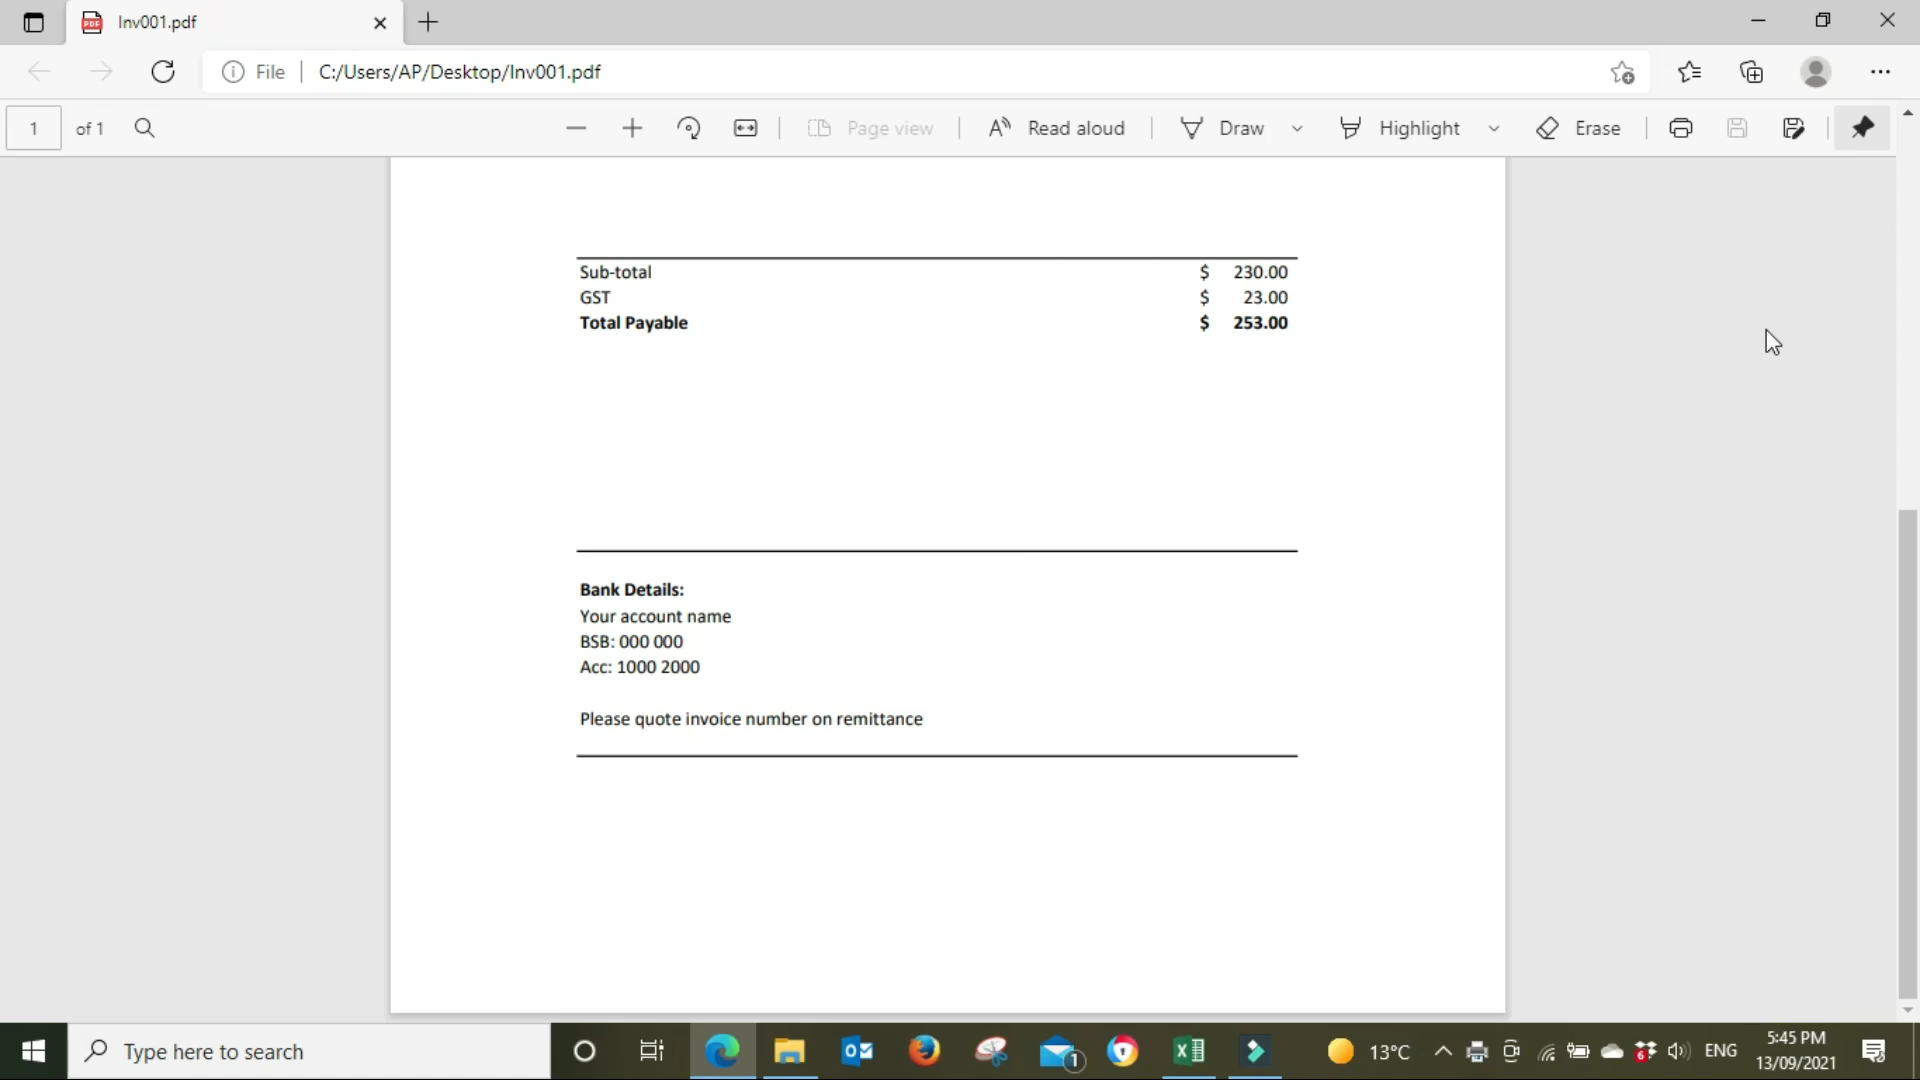 Inv001.pdf
File C:/Users/AP/Desktop/Inv001.pdf
1 of 1 Page view Read aloud Draw Highlight Erase
Sub-total $ 230.00
GST $ 23.00
Total Payable $ 253.00
Bank Details:
Your account name
BSB: 000 000
Acc: 1000 2000
Please quote invoice number on remittance
Type here to search 1 13°C 6 ENG 5:45 PM
13/09/2021